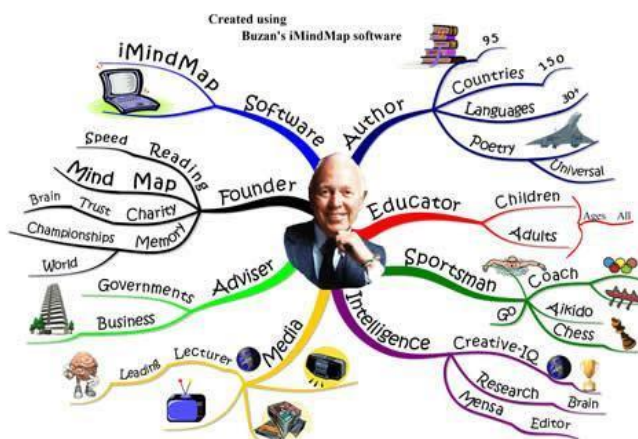 Created using
Buzan's iMindMap software
iMindMap
Software
Author
95
Countries
150
Languages
30+
Poetry
Universal
Speed
Reading
Mind Map
Founder
Brain Trust Charity
Championships Memory
World
Educator
Children
Adults
Ages All
Adviser
Governments
Business
Sportsman
Coach
Go
Aikido
Chess
Media
Lecturer
Leading
Intelligence
Creative-IQ
Research
Brain
Mensa
Editor